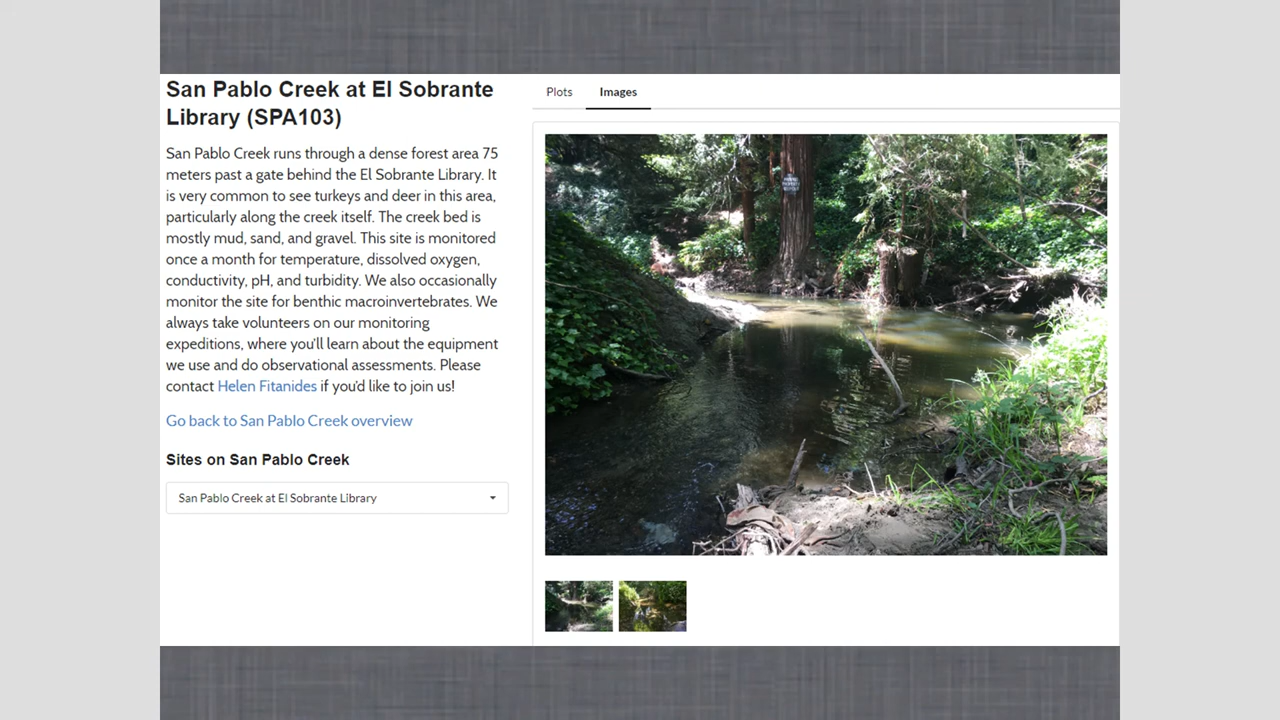 San Pablo Creek at El Sobrante
Library (SPA103)
San Pablo Creek runs through a dense forest area 75
meters past a gate behind the El Sobrante Library. It
is very common to see turkeys and deer in this area,
particularly along the creek itself. The creek bed is
mostly mud, sand, and gravel. This site is monitored
once a month for temperature, dissolved oxygen,
conductivity, pH, and turbidity. We also occasionally
monitor the site for benthic macroinvertebrates. We
always take volunteers on our monitoring
expeditions, where you'll learn about the equipment
we use and do observational assessments. Please
contact Helen Fitanides if you'd like to join us!
Go back to San Pablo Creek overview
Sites on San Pablo Creek
San Pablo Creek at El Sobrante Library
Plots Images